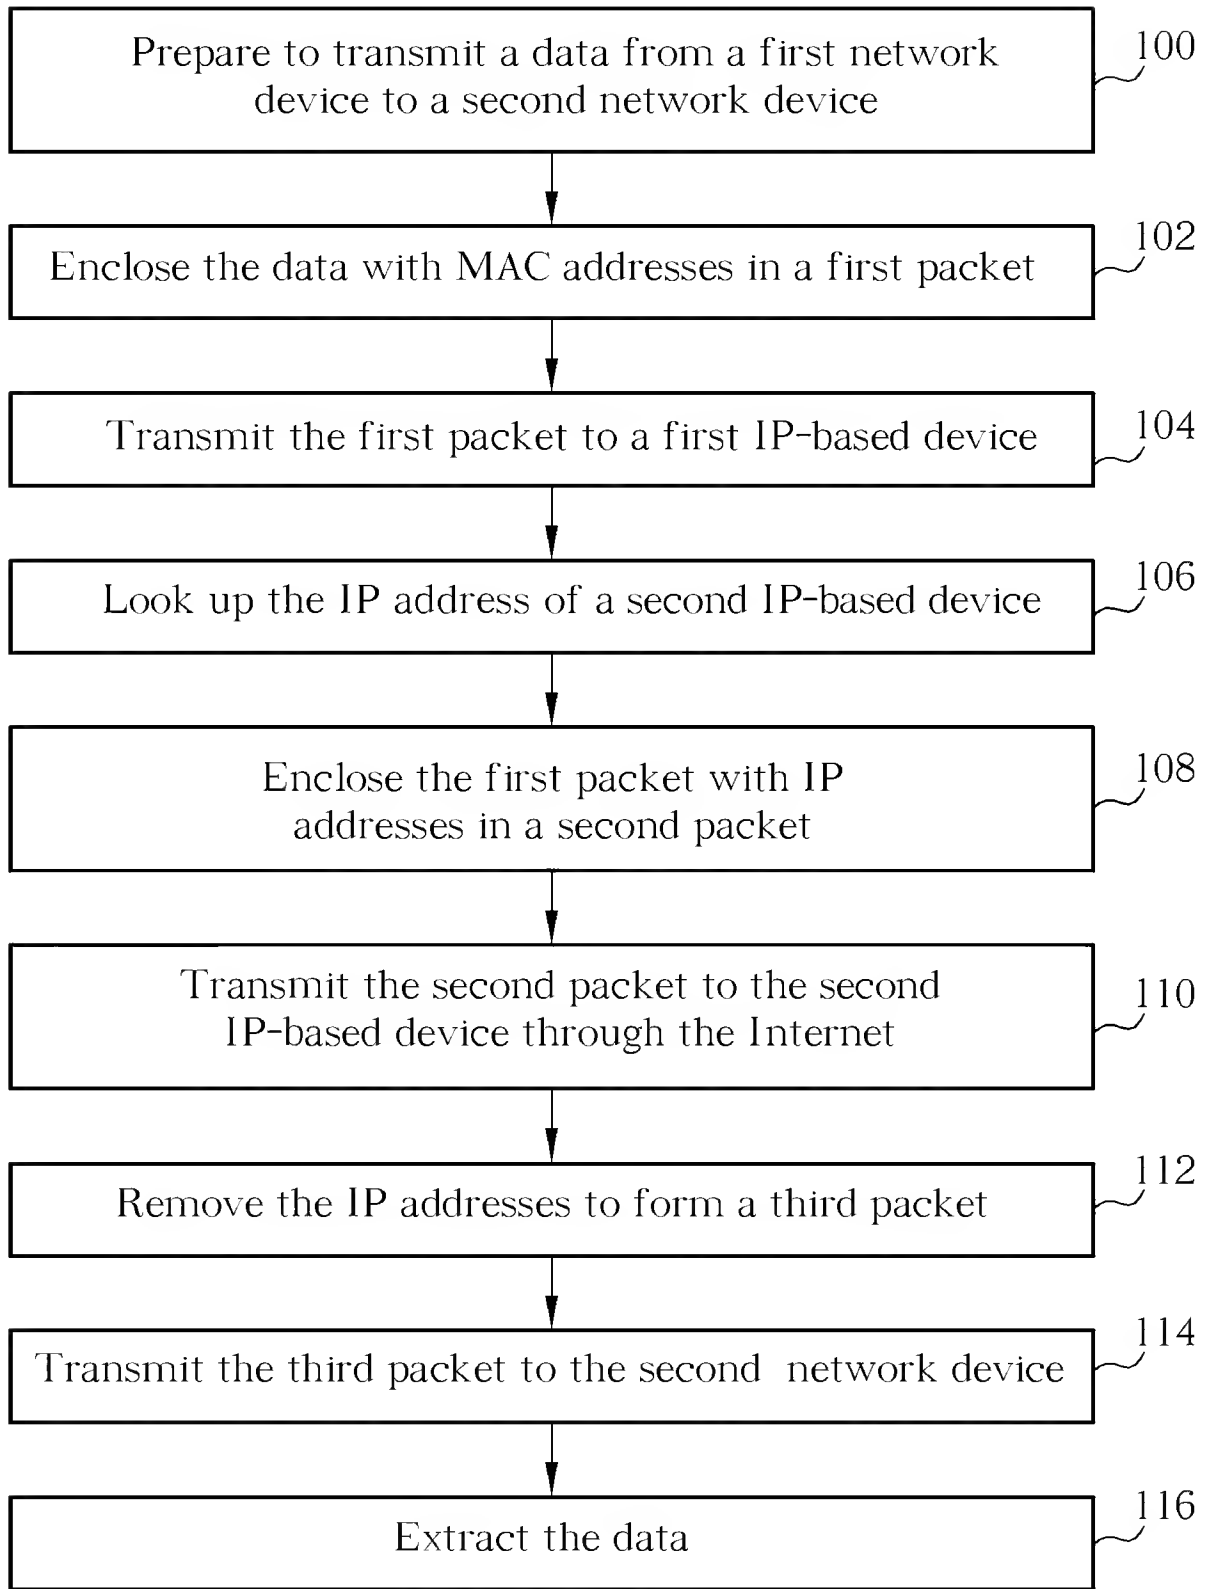 Prepare to transmit a data from a first network
device to a second network device
100
Enclose the data with MAC addresses in a first packet
102
Transmit the first packet to a first IP-based device
104
Look up the IP address of a second IP-based device
106
Enclose the first packet with IP
addresses in a second packet
108
Transmit the second packet to the second
IP-based device through the Internet
110
Remove the IP addresses to form a third packet
112
Transmit the third packet to the second network device
114
Extract the data
116